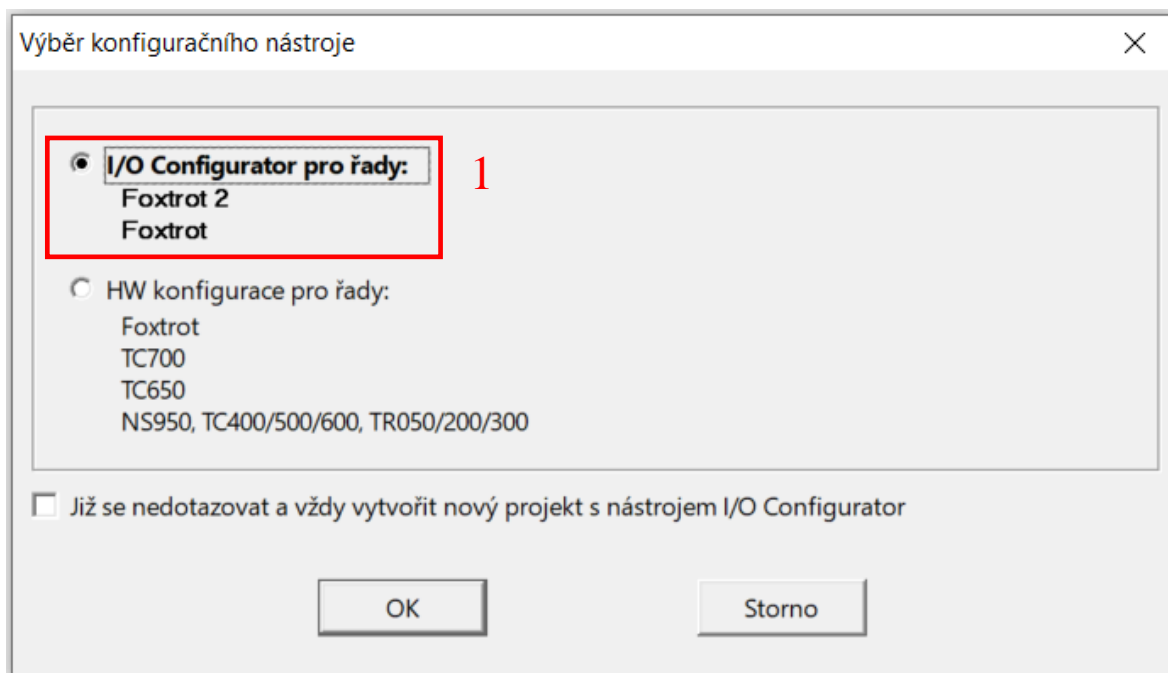 Výběr konfiguračního nástroje
I/O Configurator pro řady:
1
Foxtrot 2
Foxtrot
HW konfigurace pro řady:
Foxtrot
TC700
TC650
NS950, TC400/500/600, TR050/200/300
Již se nedotazovat a vždy vytvořit nový projekt s nástrojem I/O Configurator
OK
Storno